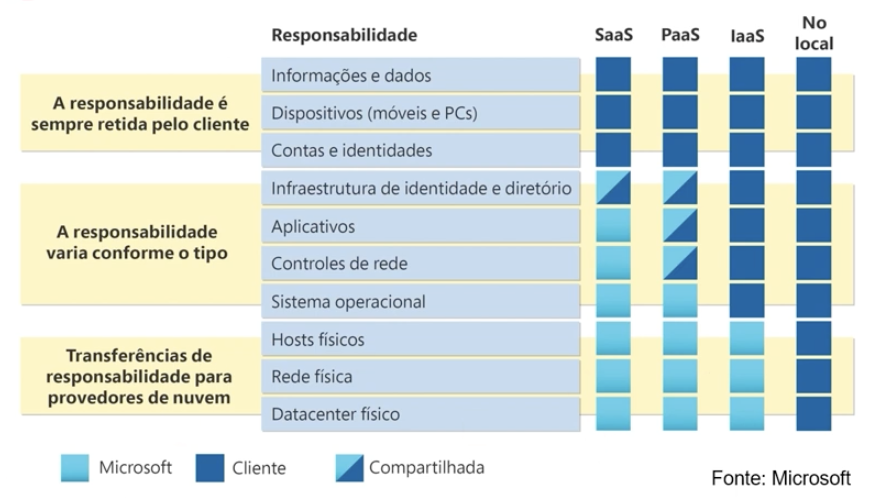 Responsabilidade
SaaS
PaaS
IaaS
No
local
A responsabilidade é
sempre retida pelo cliente
Informações e dados
Dispositivos (móveis e PCs)
Contas e identidades
A responsabilidade
varia conforme o tipo
Infraestrutura de identidade e diretório
Aplicativos
Controles de rede
Sistema operacional
Transferências de
responsabilidade para
provedores de nuvem
Hosts físicos
Rede física
Datacenter físico
Microsoft
Cliente
Compartilhada
Fonte: Microsoft